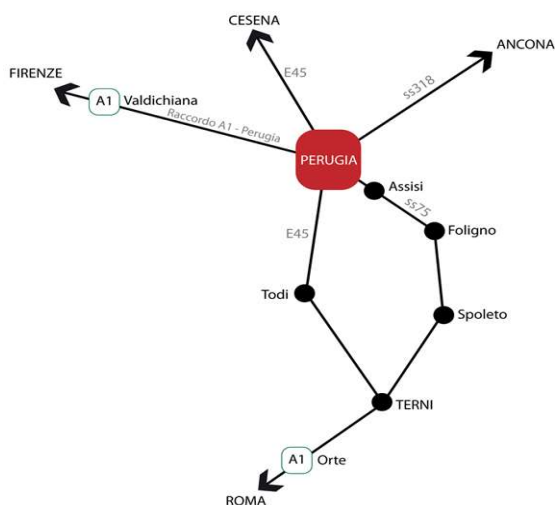 CESENA
ANCONA
FIRENZE
E45
ss318
A1 Valdichiana
Raccordo A1 - Perugia
PERUGIA
Assisi
ss75
E45
Foligno
Todi
Spoleto
TERNI
A1 Orte
ROMA